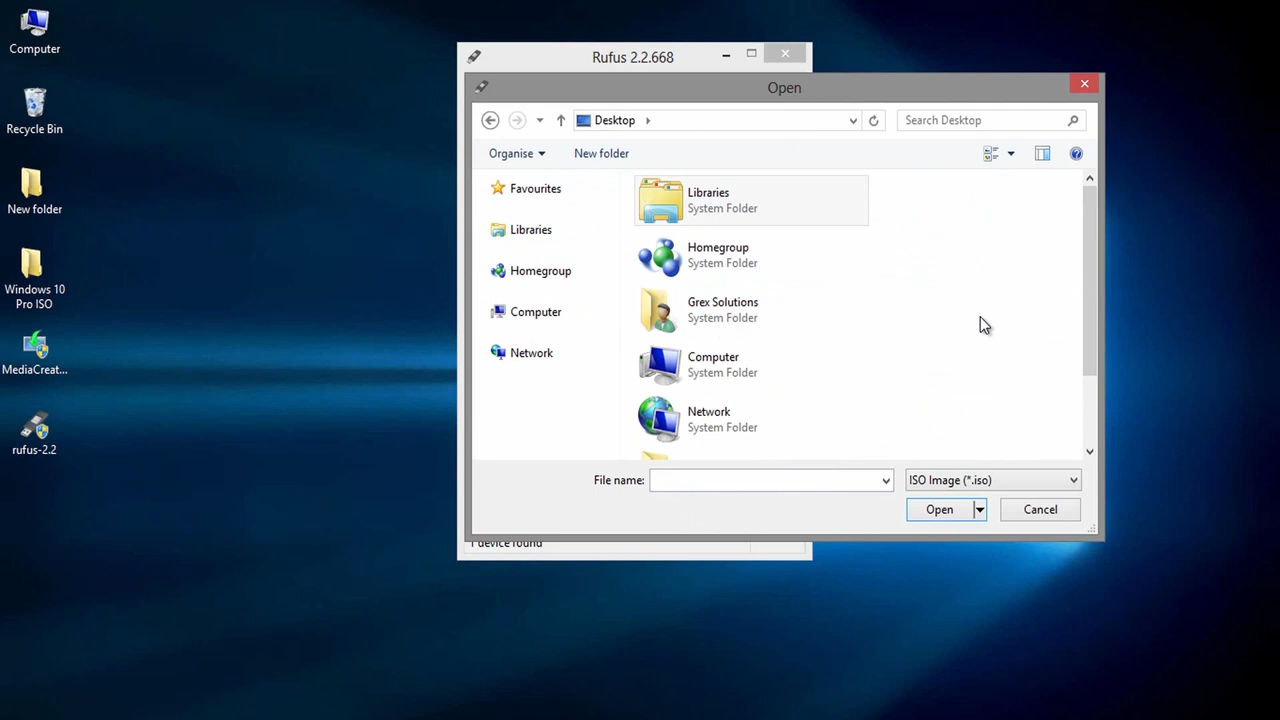 Computer
Recycle Bin
New folder
Windows 10
Pro ISO
MediaCreat...
rufus-2.2
Rufus 2.2.668
Open
Desktop
Search Desktop
Organise
New folder
Favourites
Libraries
Homegroup
Computer
Network
Libraries
System Folder
Homegroup
System Folder
Grex Solutions
System Folder
Computer
System Folder
Network
System Folder
File name:
ISO Image (*.iso)
Open
Cancel
1 device found